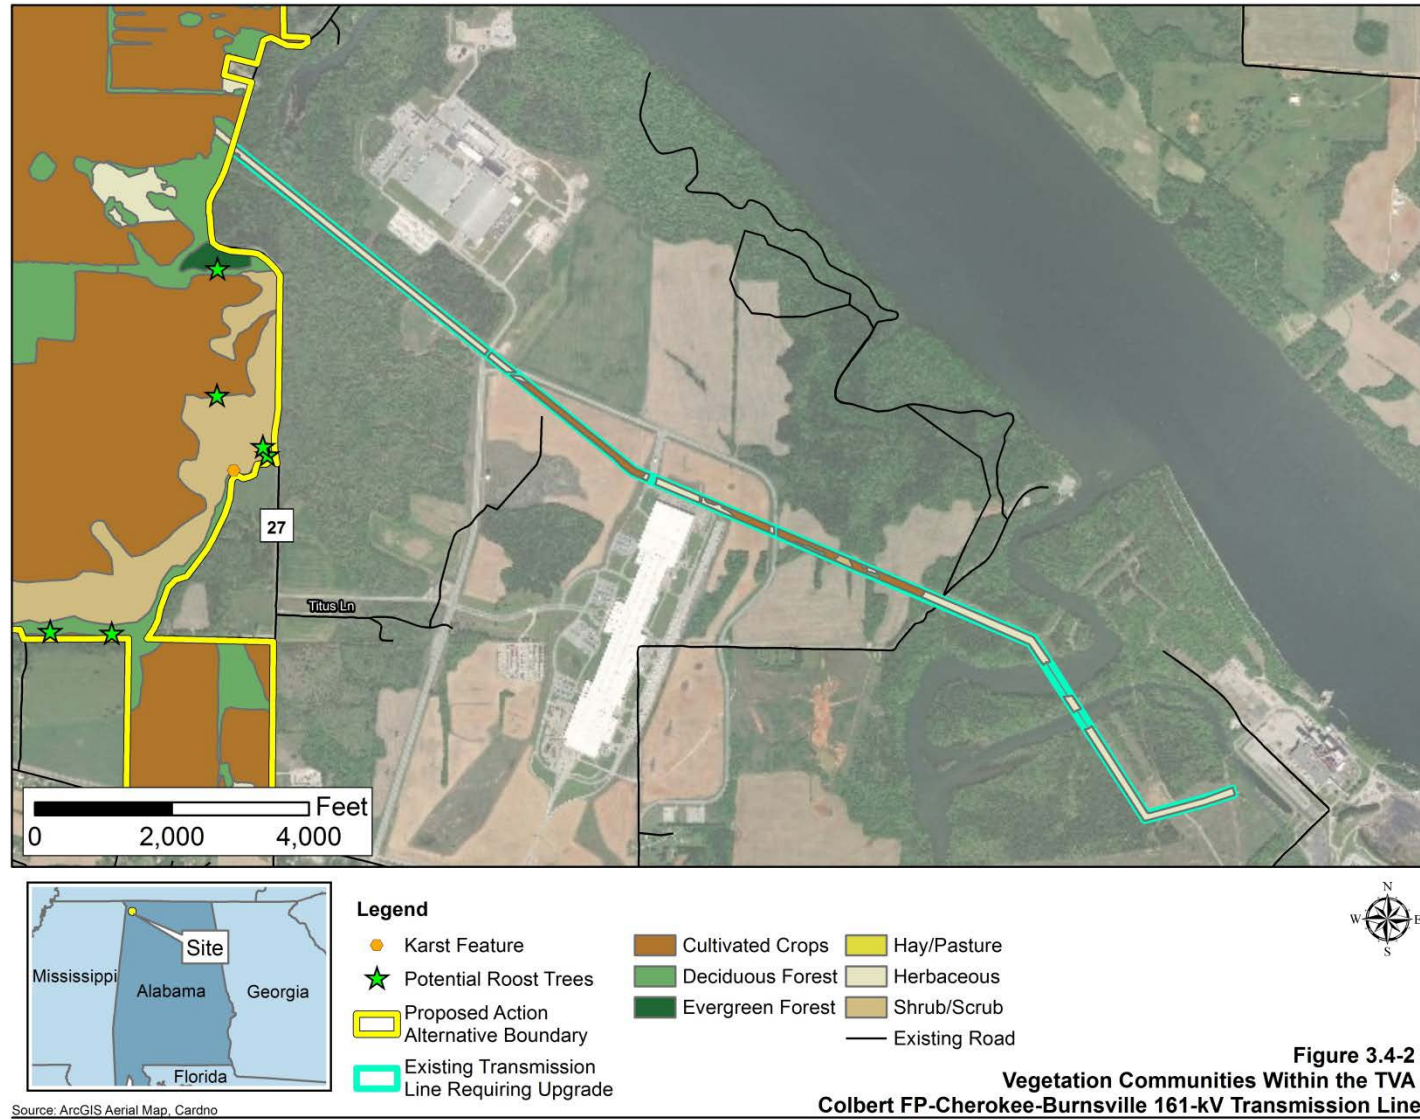 27
Titus Ln
Feet
0 2,000 4,000
Site
Mississippi
Alabama
Georgia
Florida
Legend
Karst Feature
Potential Roost Trees
Proposed Action
Alternative Boundary
Existing Transmission
Line Requiring Upgrade
Cultivated Crops
Deciduous Forest
Evergreen Forest
Hay/Pasture
Herbaceous
Shrub/Scrub
Existing Road
N
W E
S
Figure 3.4-2
Vegetation Communities Within the TVA
Colbert FP-Cherokee-Burnsville 161-kV Transmission Line
Source: ArcGIS Aerial Map, Cardno